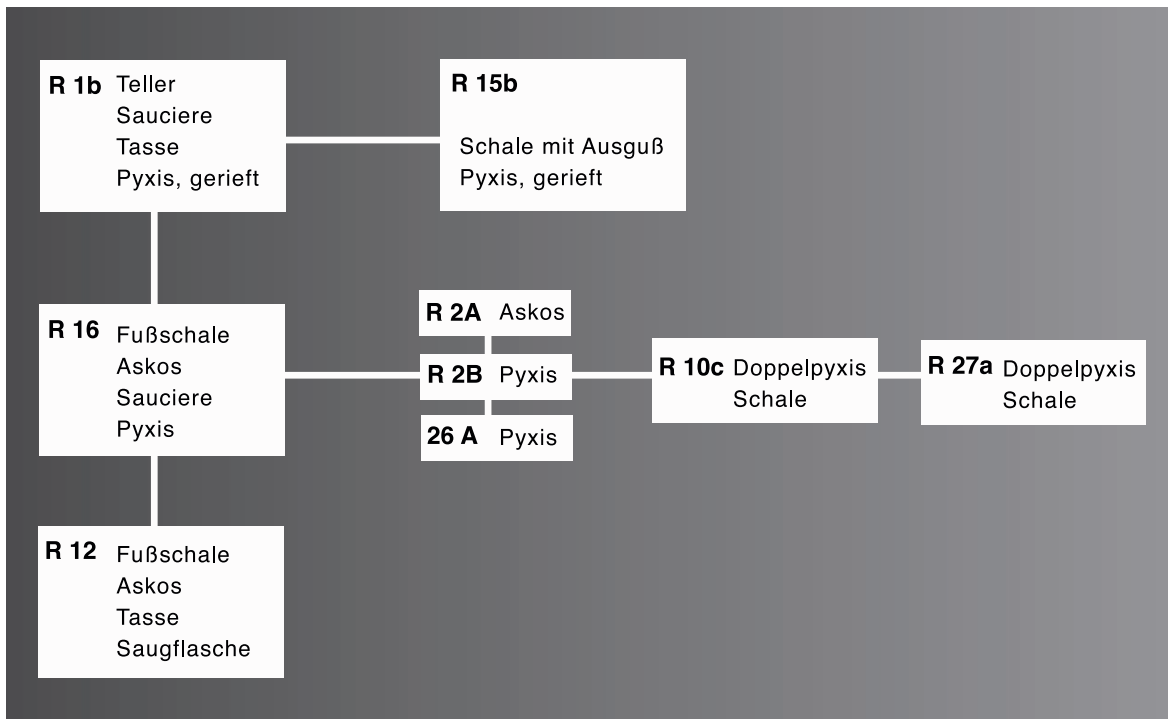 R 1b Teller
Sauciere
Tasse
Pyxis, gerieft
R 15b
Schale mit Ausguß
Pyxis, gerieft
R 16 Fußschale
Askos
Sauciere
Pyxis
R 2A Askos
R 2B Pyxis
26 A Pyxis
R 10c Doppelpyxis
Schale
R 27a Doppelpyxis
Schale
R 12 Fußschale
Askos
Tasse
Saugflasche